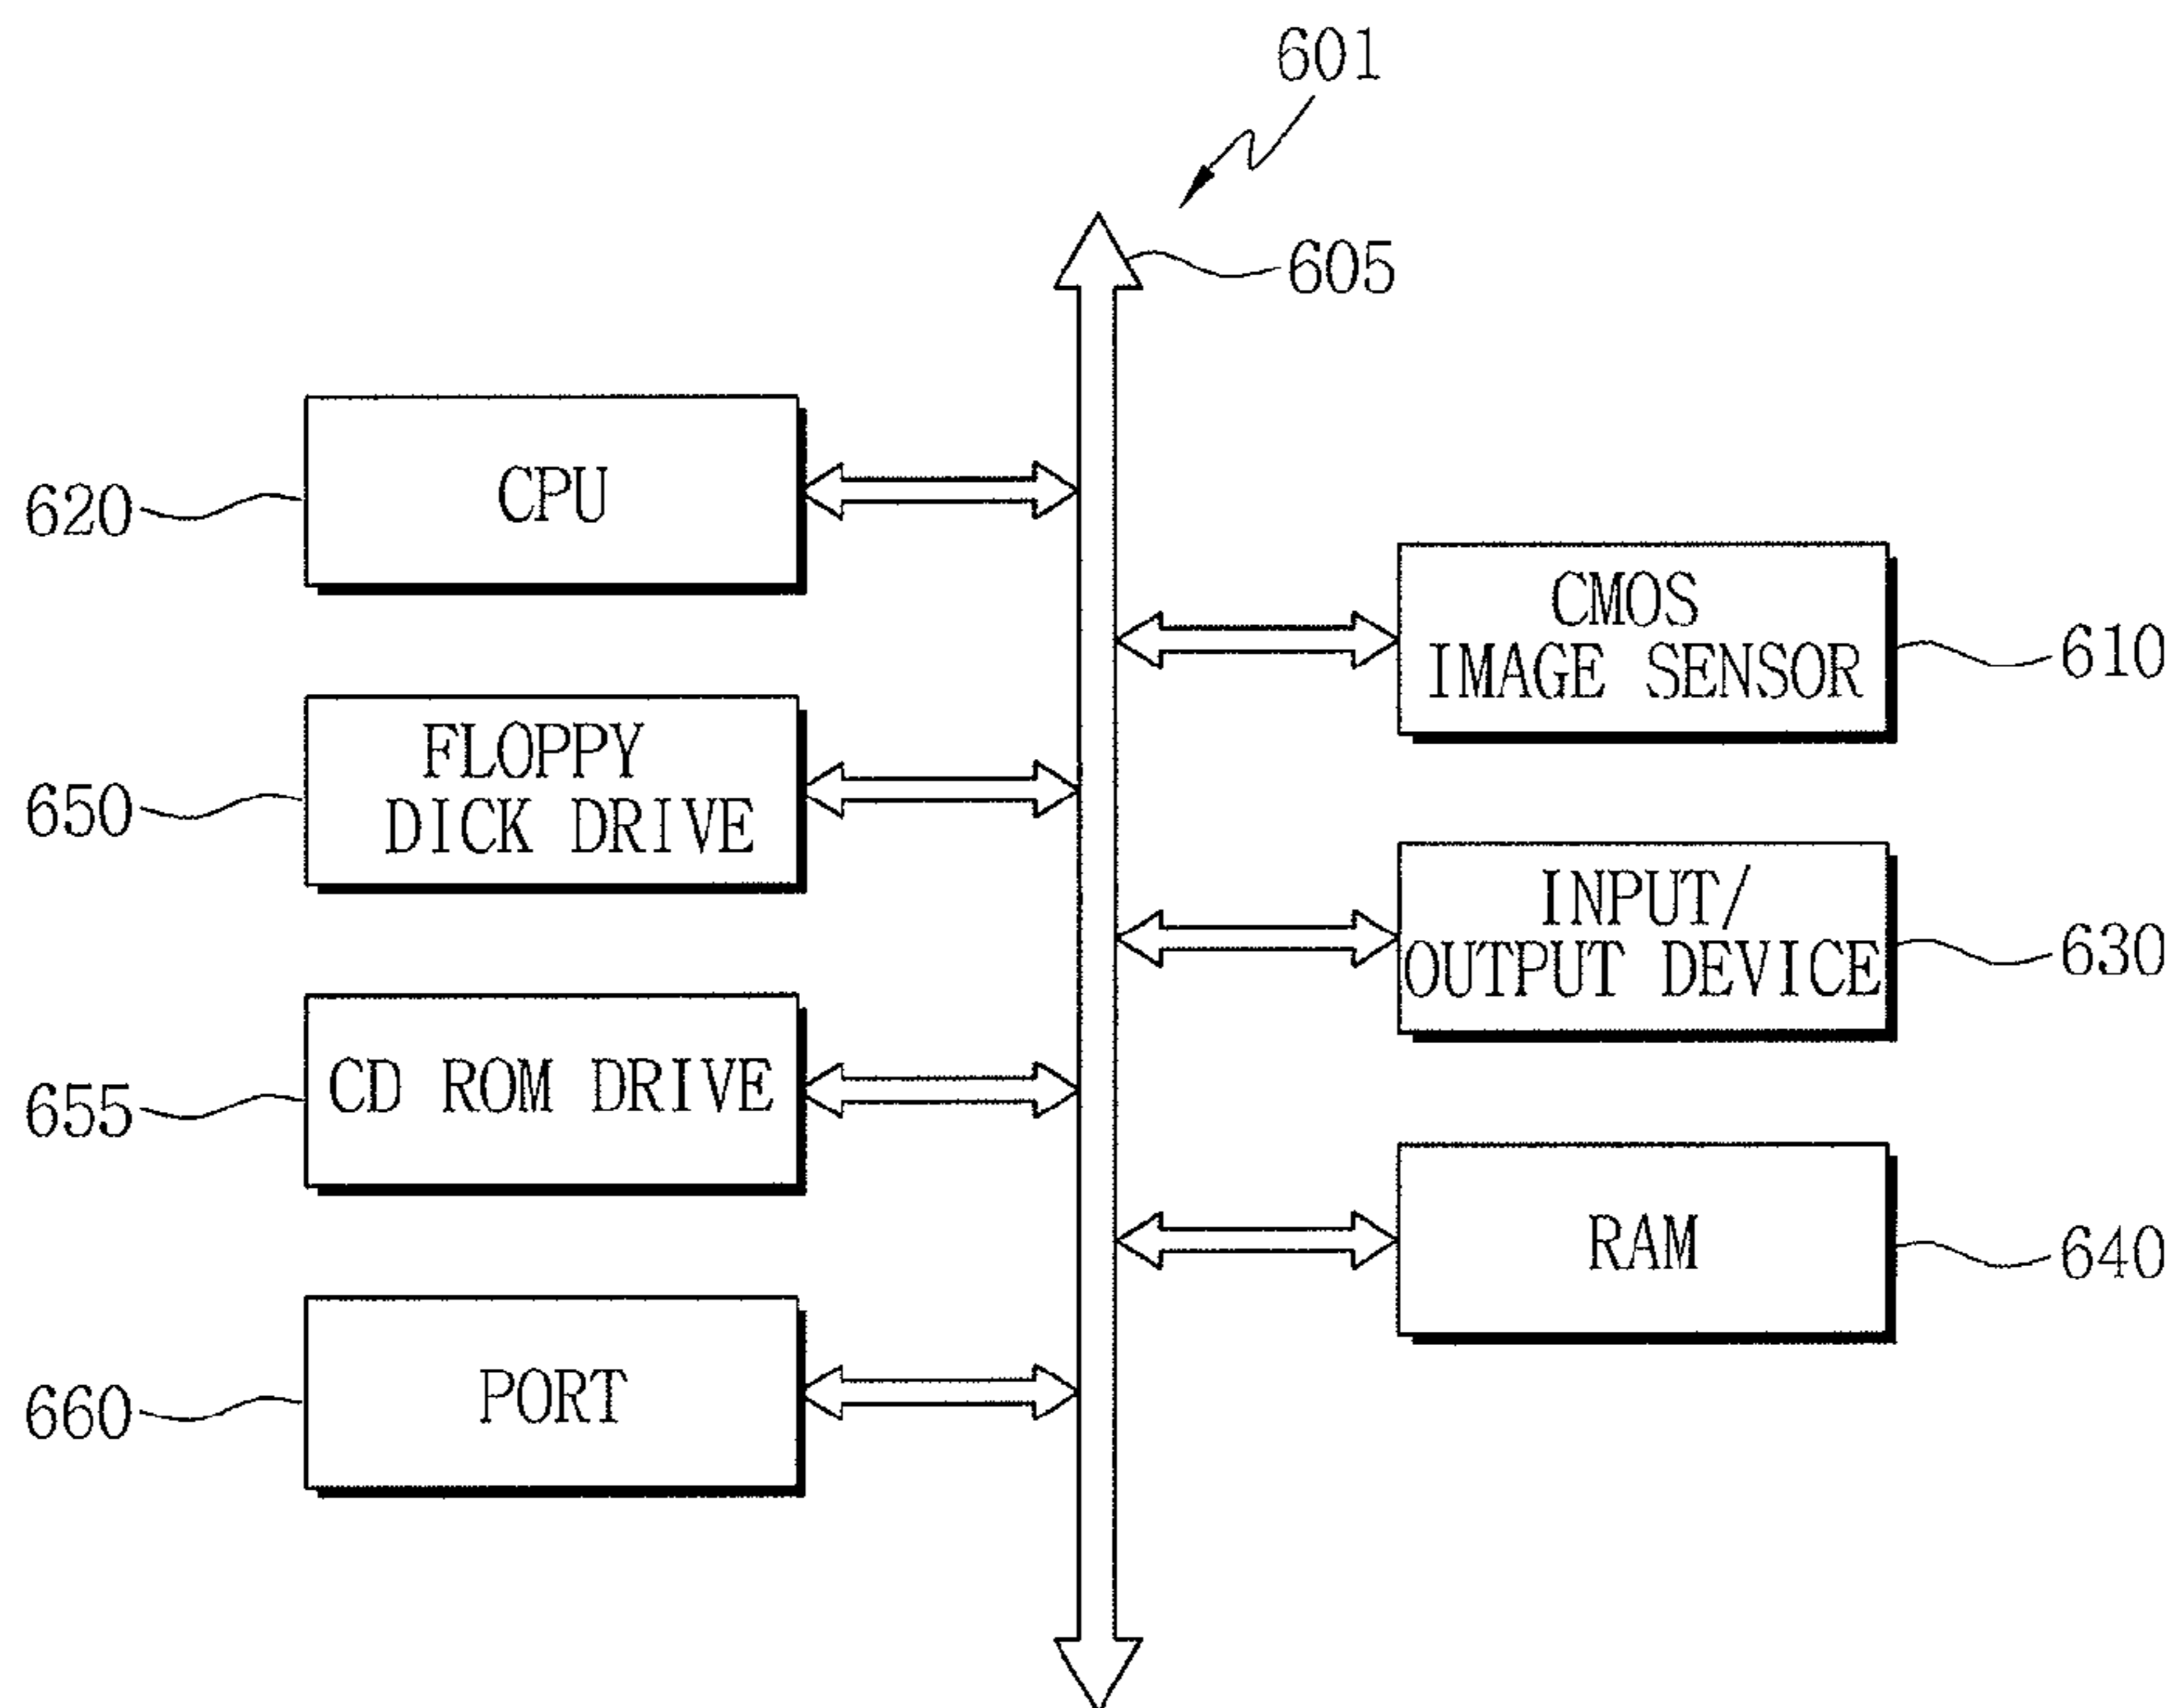 601
605
CPU
620
CMOS
IMAGE SENSOR
610
FLOPPY
DICK DRIVE
650
INPUT/
OUTPUT DEVICE
630
CD ROM DRIVE
655
RAM
640
PORT
660